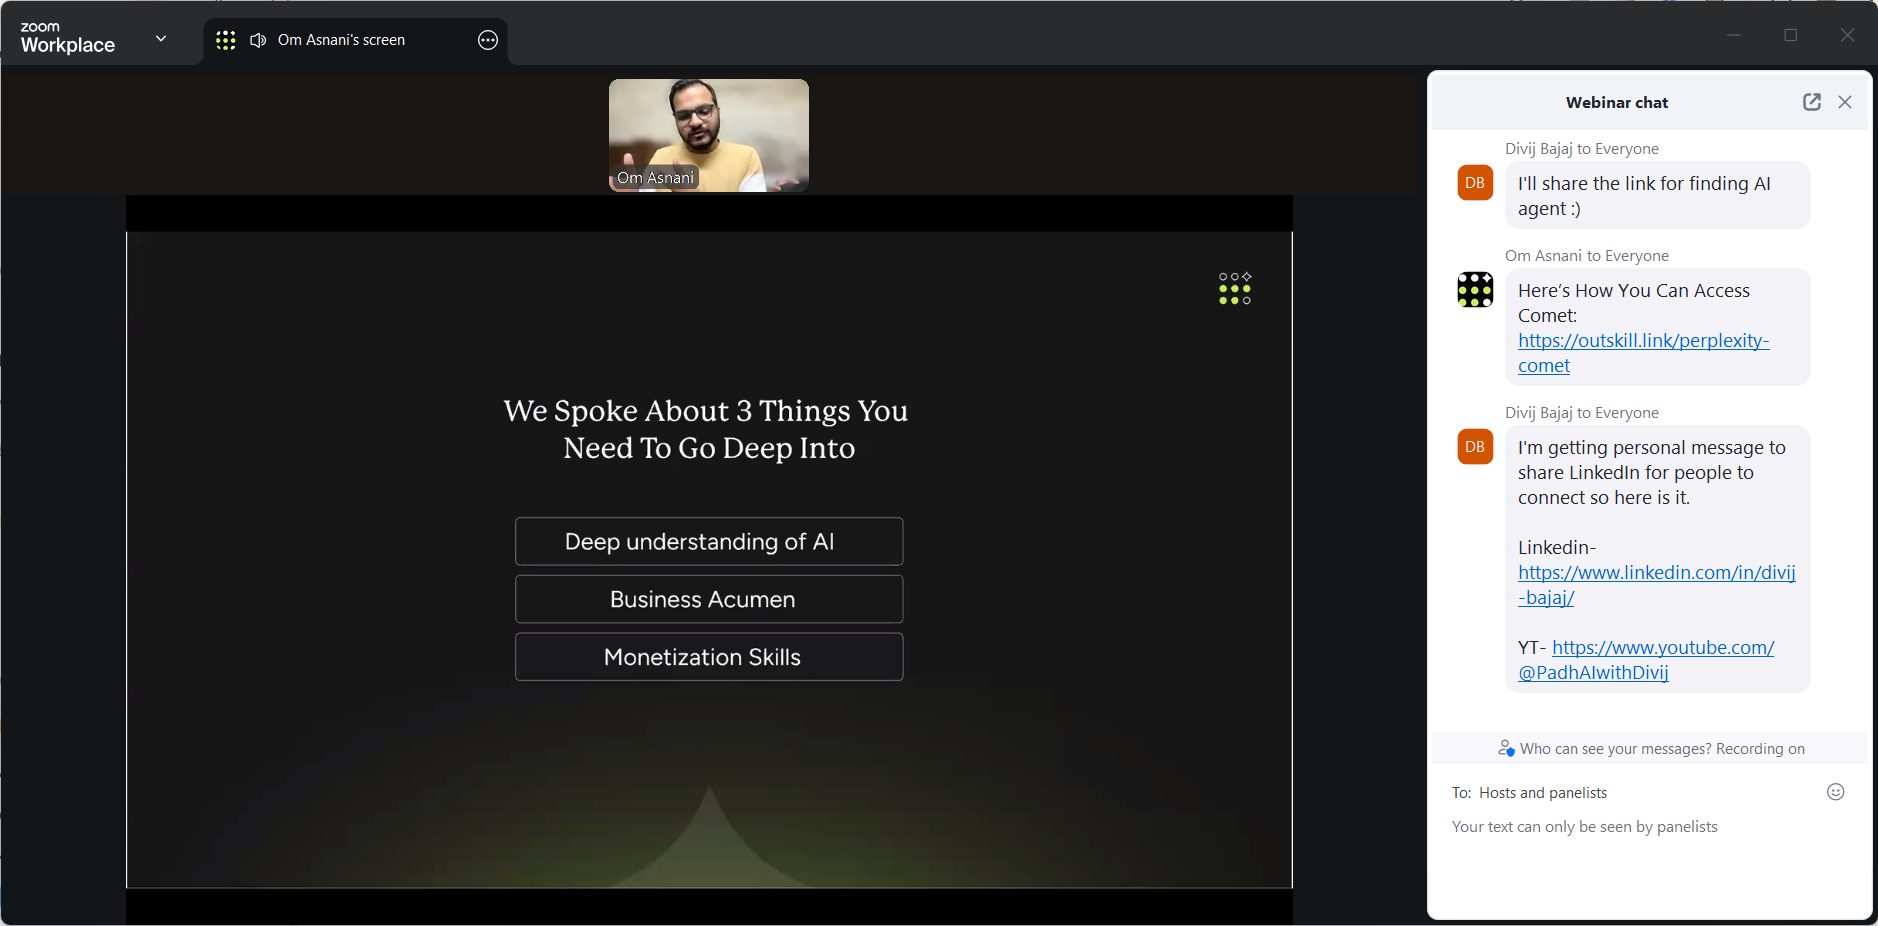 zoom
Workplace
Om Asnani's screen
Om Asnani
We Spoke About 3 Things You
Need To Go Deep Into
Deep understanding of AI
Business Acumen
Monetization Skills
Webinar chat
Divij Bajaj to Everyone
DB
I'll share the link for finding AI
agent :)
Om Asnani to Everyone
Here’s How You Can Access
Comet:
https://outskill.link/perplexity-
comet
Divij Bajaj to Everyone
DB
I'm getting personal message to
share LinkedIn for people to
connect so here is it.
Linkedin-
https://www.linkedin.com/in/divij
-bajaj/
YT- https://www.youtube.com/
@PadhAIwithDivij
Who can see your messages? Recording on
To: Hosts and panelists
Your text can only be seen by panelists